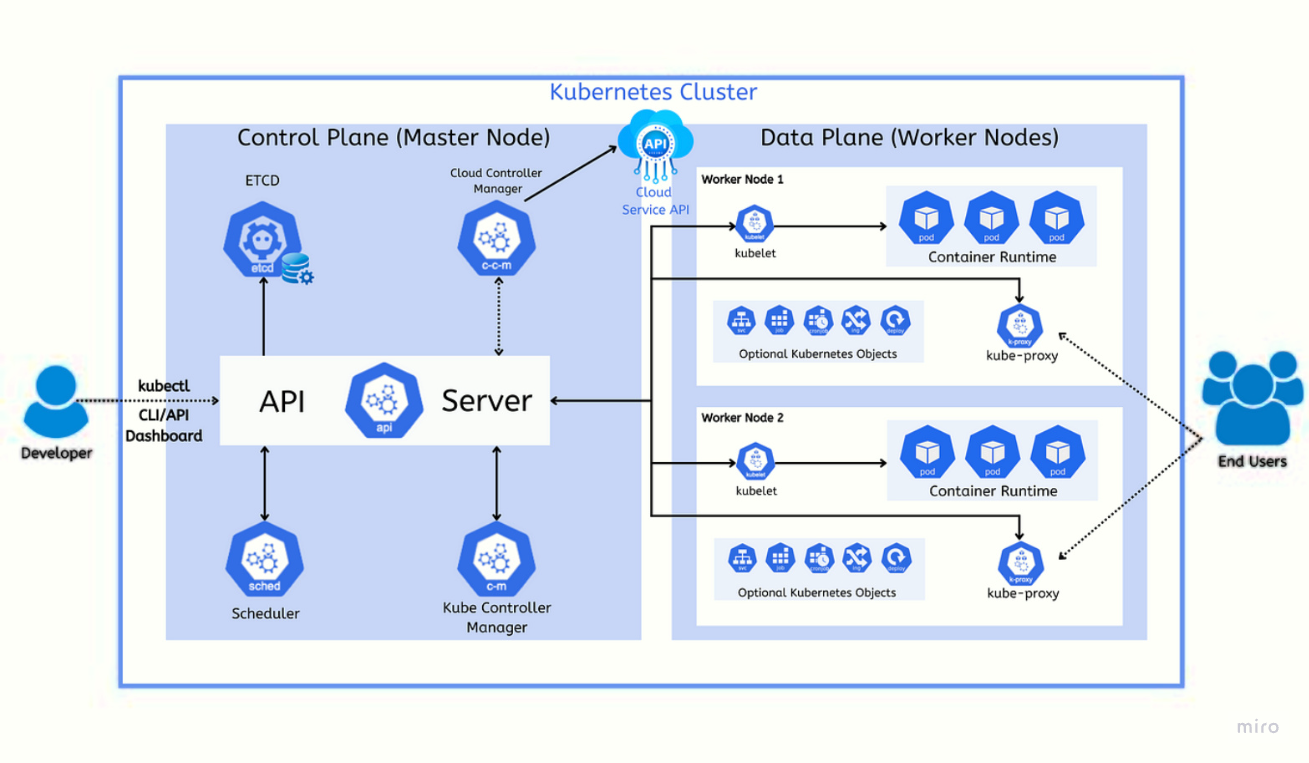 Kubernetes Cluster
Control Plane (Master Node)
ETCD
etcd
Cloud Controller
Manager
c-c-m
API
Cloud
Service API
kubectl
CLI/API
Dashboard
Developer
API
api
Server
sched
Scheduler
c-m
Kube Controller
Manager
Data Plane (Worker Nodes)
Worker Node 1
kubelet
kubelet
pod
pod
pod
Container Runtime
svc
job
cronjob
ing
deploy
Optional Kubernetes Objects
k-proxy
kube-proxy
Worker Node 2
kubelet
kubelet
pod
pod
pod
Container Runtime
svc
job
cronjob
ing
deploy
Optional Kubernetes Objects
k-proxy
kube-proxy
End Users
miro